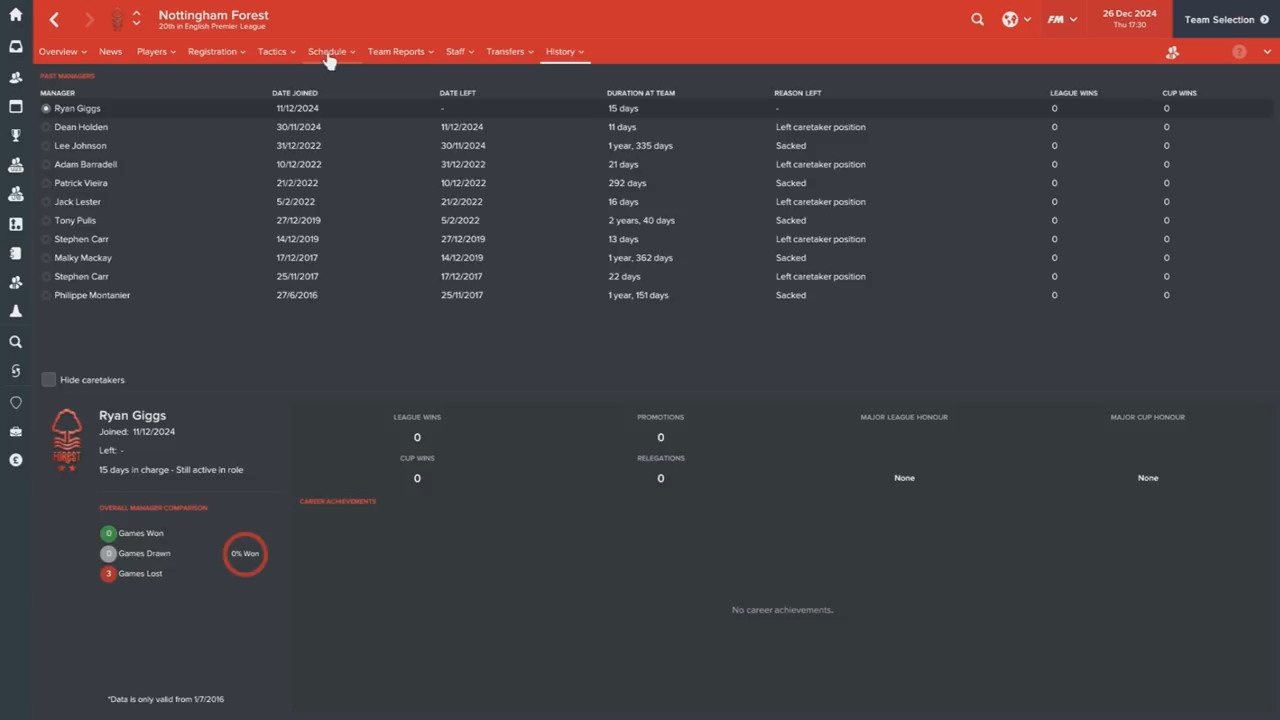 Nottingham Forest
20th in English Premier League
FM
26 Dec 2024
Thu 17:30
Team Selection
Overview News Players Registration Tactics Schedule Team Reports Staff Transfers History
PAST MANAGERS
MANAGER DATE JOINED DATE LEFT DURATION AT TEAM REASON LEFT LEAGUE WINS CUP WINS
Ryan Giggs 11/12/2024 - 15 days - 0 0
Dean Holden 30/11/2024 11/12/2024 11 days Left caretaker position 0 0
Lee Johnson 31/12/2022 30/11/2024 1 year, 335 days Sacked 0 0
Adam Barradell 10/12/2022 31/12/2022 21 days Left caretaker position 0 0
Patrick Vieira 21/2/2022 10/12/2022 292 days Sacked 0 0
Jack Lester 5/2/2022 21/2/2022 16 days Left caretaker position 0 0
Tony Pulis 27/12/2019 5/2/2022 2 years, 40 days Sacked 0 0
Stephen Carr 14/12/2019 27/12/2019 13 days Left caretaker position 0 0
Malky Mackay 17/12/2017 14/12/2019 1 year, 362 days Sacked 0 0
Stephen Carr 25/11/2017 17/12/2017 22 days Left caretaker position 0 0
Philippe Montanier 27/6/2016 25/11/2017 1 year, 151 days Sacked 0 0
Hide caretakers
Ryan Giggs
Joined: 11/12/2024
Left: -
15 days in charge - Still active in role
FOREST
OVERALL MANAGER COMPARISON
0 Games Won
0 Games Drawn
3 Games Lost
0% Won
*Data is only valid from 1/7/2016
LEAGUE WINS PROMOTIONS MAJOR LEAGUE HONOUR MAJOR CUP HONOUR
0 0
CUP WINS RELEGATIONS
0 0 None None
CAREER ACHIEVEMENTS
No career achievements.